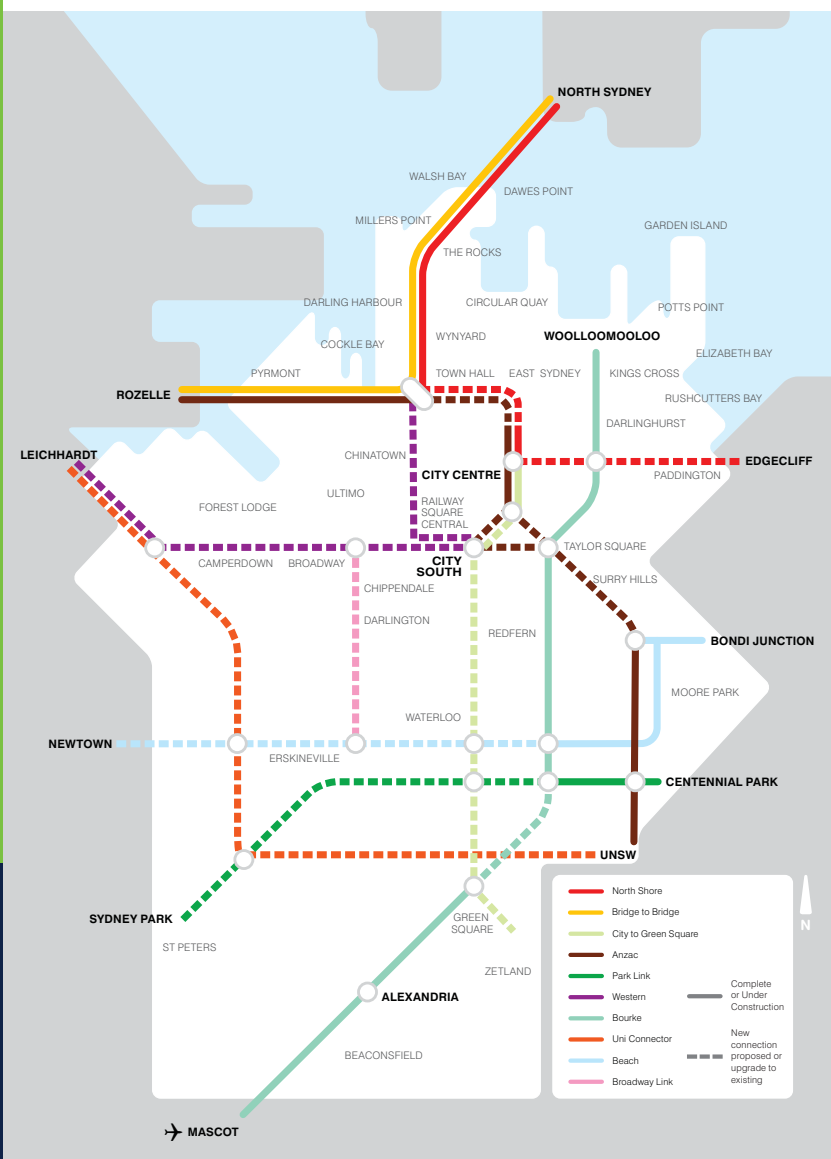 NORTH SYDNEY
WALSH BAY
DAWES POINT
MILLERS POINT
GARDEN ISLAND
THE ROCKS
DARLING HARBOUR
CIRCULAR QUAY
POTTS POINT
WYNYARD
WOOLLOOMOOLOO
COCKLE BAY
ELIZABETH BAY
PYRMONT
TOWN HALL
EAST SYDNEY
KINGS CROSS
ROZELLE
RUSHCUTTERS BAY
DARLINGHURST
LEICHHARDT
CHINATOWN
EDGECLIFF
CITY CENTRE
PADDINGTON
ULTIMO
RAILWAY
SQUARE
CENTRAL
FOREST LODGE
TAYLOR SQUARE
CAMPERDOWN
BROADWAY
CITY
SOUTH
SURRY HILLS
CHIPPENDALE
DARLINGTON
REDFERN
BONDI JUNCTION
MOORE PARK
WATERLOO
NEWTOWN
ERSKINEVILLE
CENTENNIAL PARK
UNSW
SYDNEY PARK
GREEN
SQUARE
ST PETERS
ZETLAND
ALEXANDRIA
BEACONSFIELD
MASCOT
North Shore
Bridge to Bridge
City to Green Square
Anzac
Park Link
Western
Bourke
Uni Connector
Beach
Broadway Link
Complete
or Under
Construction
New
connection
proposed or
upgrade to
existing
N